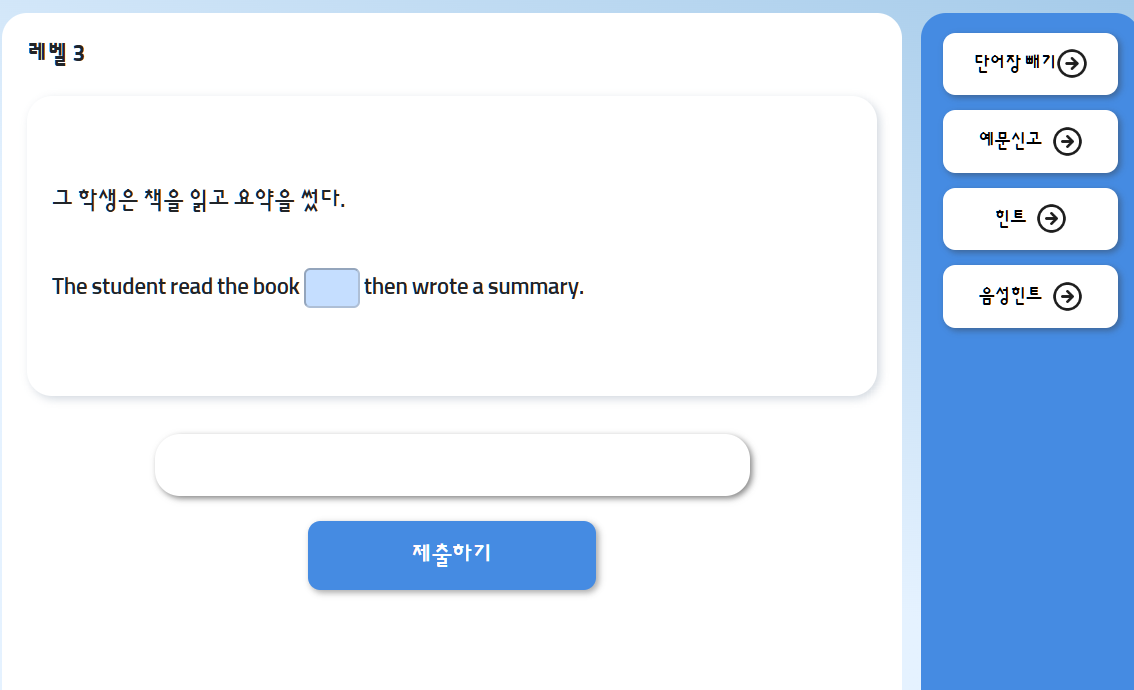 레벨 3
그 학생은 책을 읽고 요약을 썼다.
The student read the book then wrote a summary.
제출하기
단어장 빼기
예문신고
힌트
음성힌트